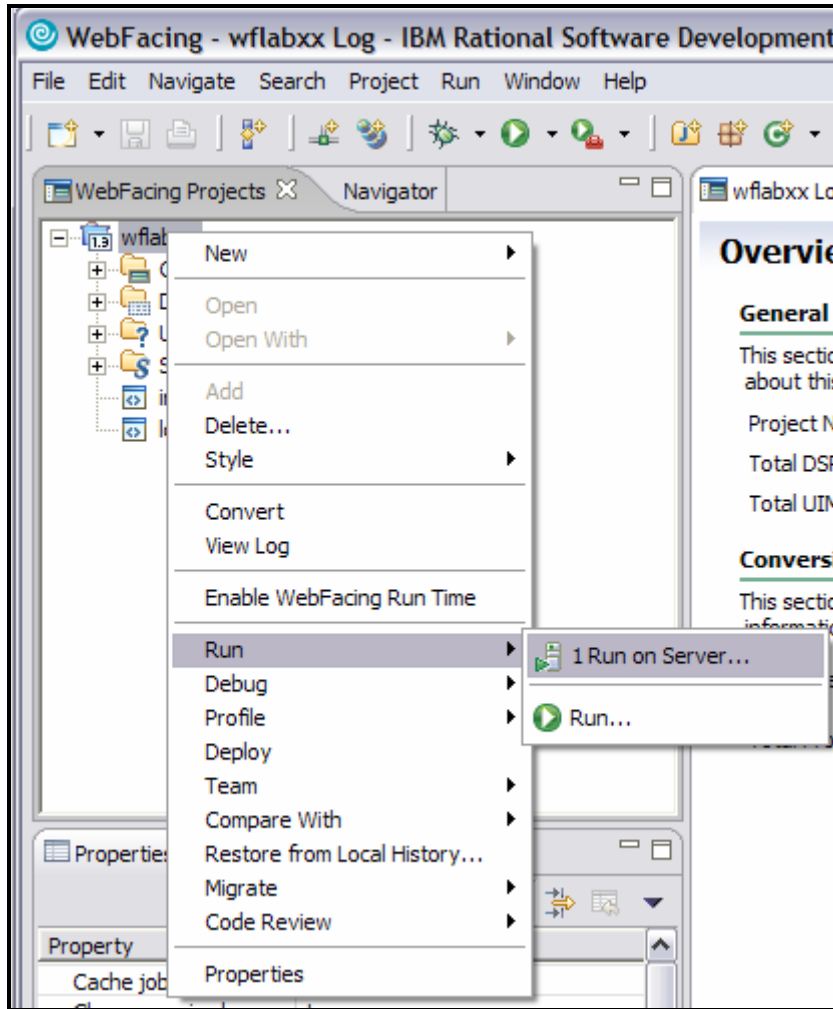 WebFacing - wflabxx Log - IBM Rational Software Development
File Edit Navigate Search Project Run Window Help
WebFacing Projects Navigator
wflabxx Lo
1.3 wflab
New
Open
Open With
Add
Delete...
Style
Convert
View Log
Enable WebFacing Run Time
Run
Debug
Profile
Deploy
Team
Compare With
Restore from Local History...
Migrate
Code Review
Properties
1 Run on Server...
Run...
Overvie
General
This sectio
about this
Project N
Total DSP
Total UIM
Conversi
This sectio
Properties
Property
Cache job